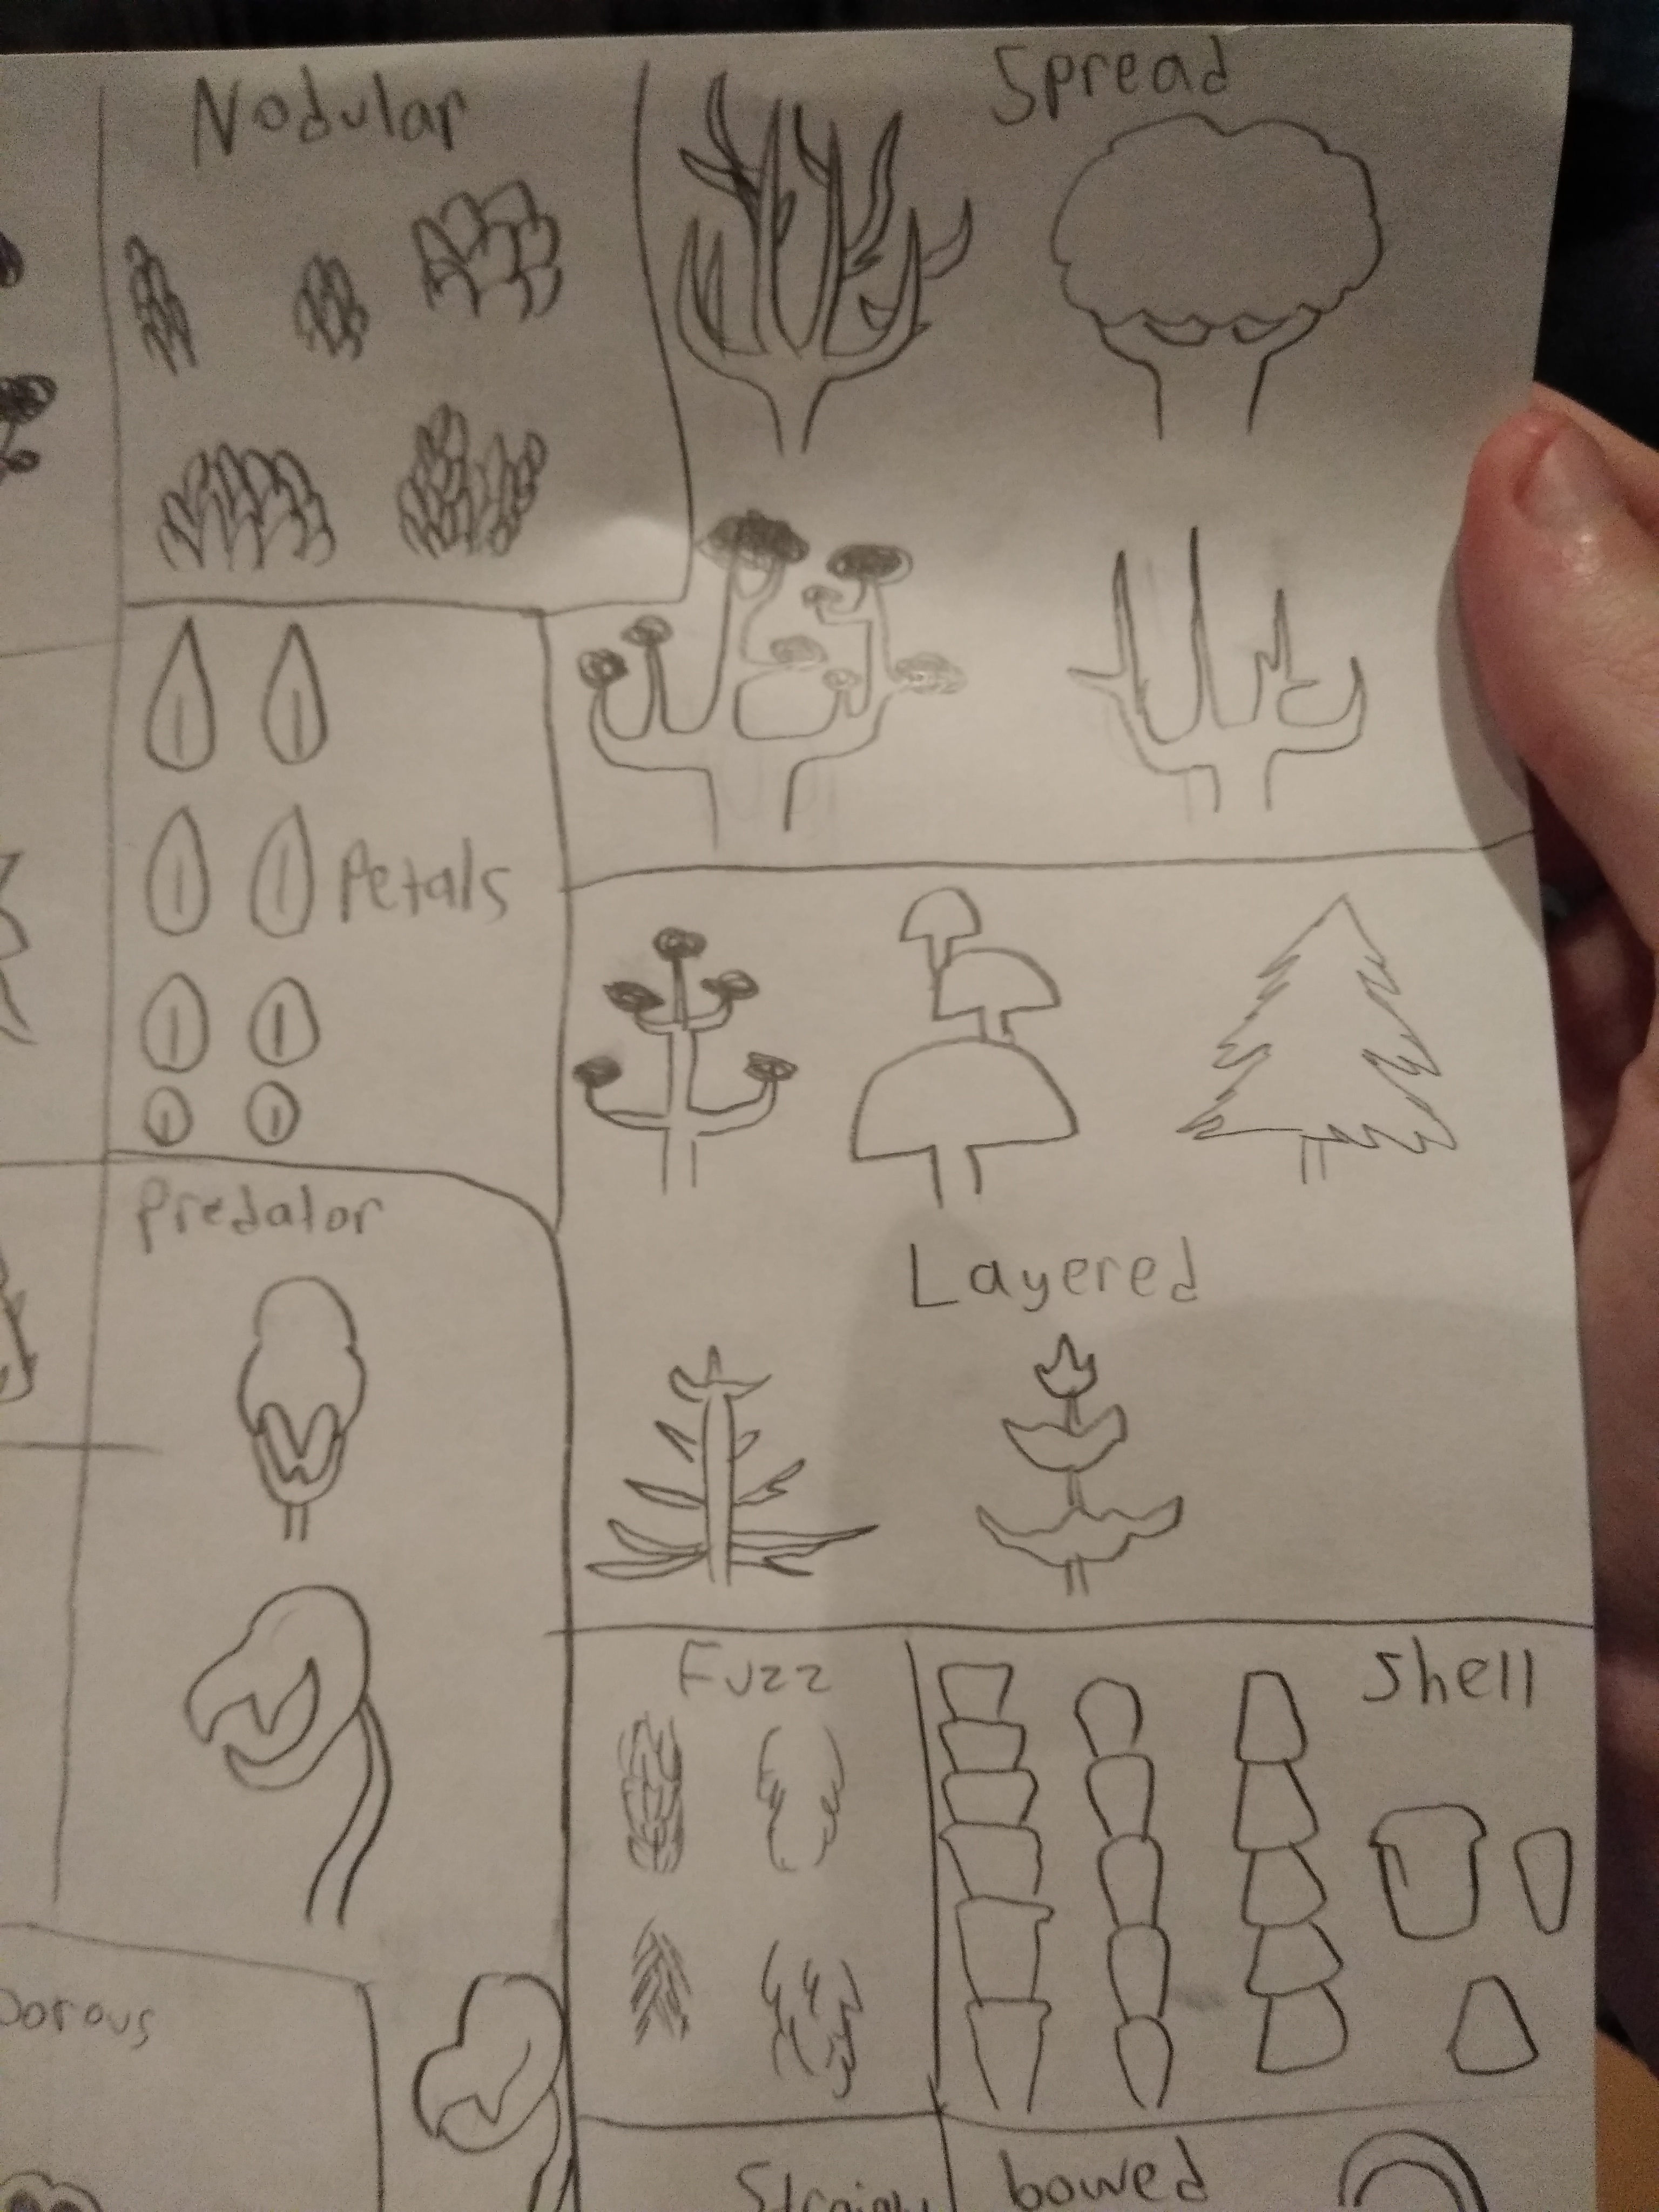 Nodular
Spread
Petals
Predator
Layered
Fuzz
Shell
bowed